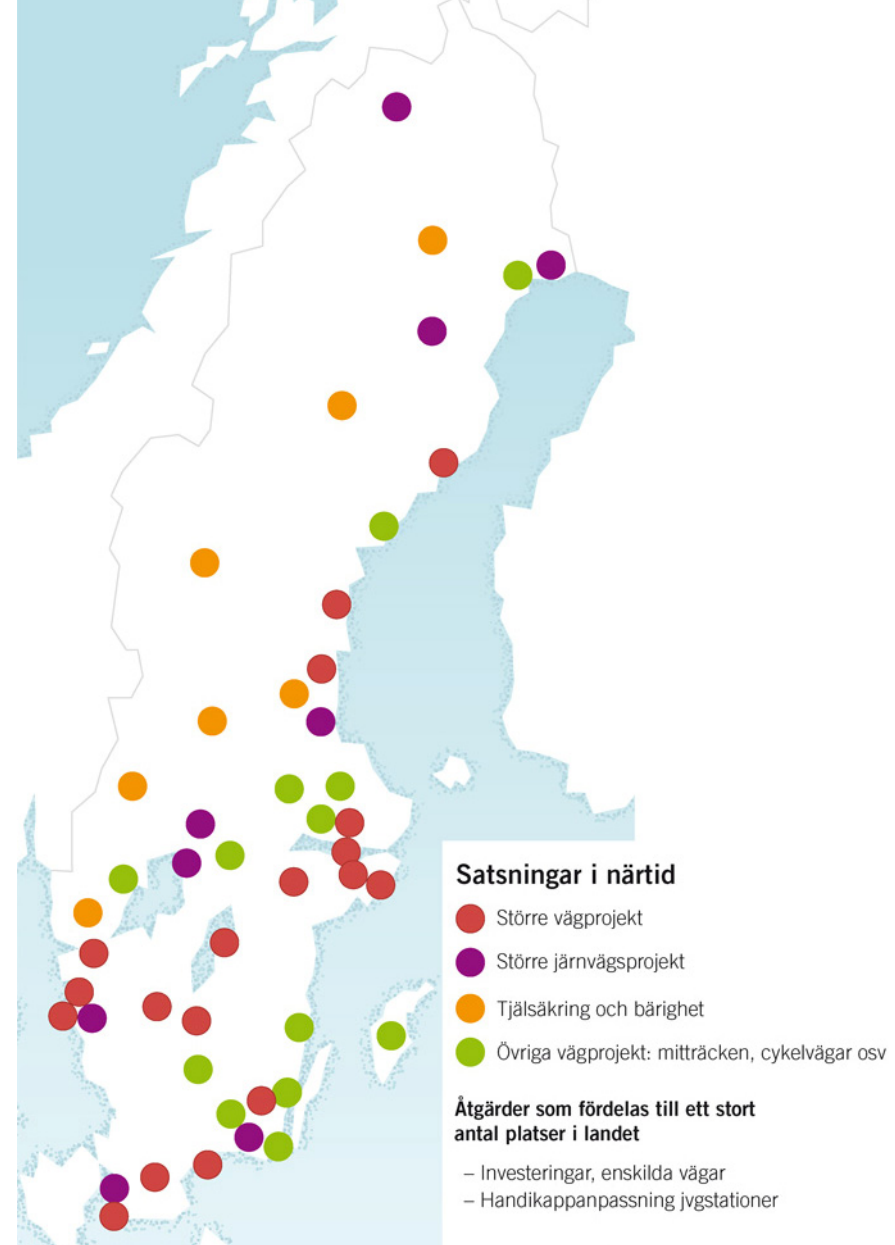 Satsningar i närtid
Större vägprojekt
Större järnvägsprojekt
Tjälsäkring och bärighet
Övriga vägprojekt: mitträcken, cykelvägar osv
Åtgärder som fördelas till ett stort
antal platser i landet
– Investeringar, enskilda vägar
– Handikappanpassning jvgstationer